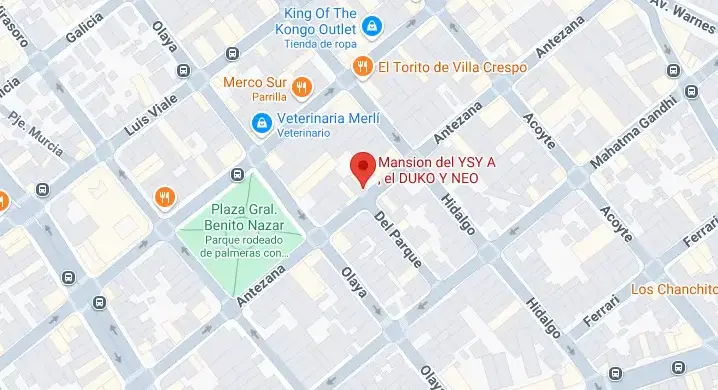 irasoro
Galicia
Olaya
King Of The
Kongo Outlet
Tienda de ropa
Av. Warnes
Antezana
El Torito de Villa Crespo
Merco Sur
Parrilla
Luis Viale
Pje. Murcia
encia
Veterinaria Merlí
Veterinario
Antezana
Acoyte
Mahatma Gandhi
Mansion del YSY A
, el DUKO Y NEO
Plaza Gral.
Benito Nazar
Parque rodeado
de palmeras con...
Hidalgo
Del Parque
Acoyte
Ferrari
Antezana
Olaya
Los Chanchito
Hidalgo
Ferrari
Olaya